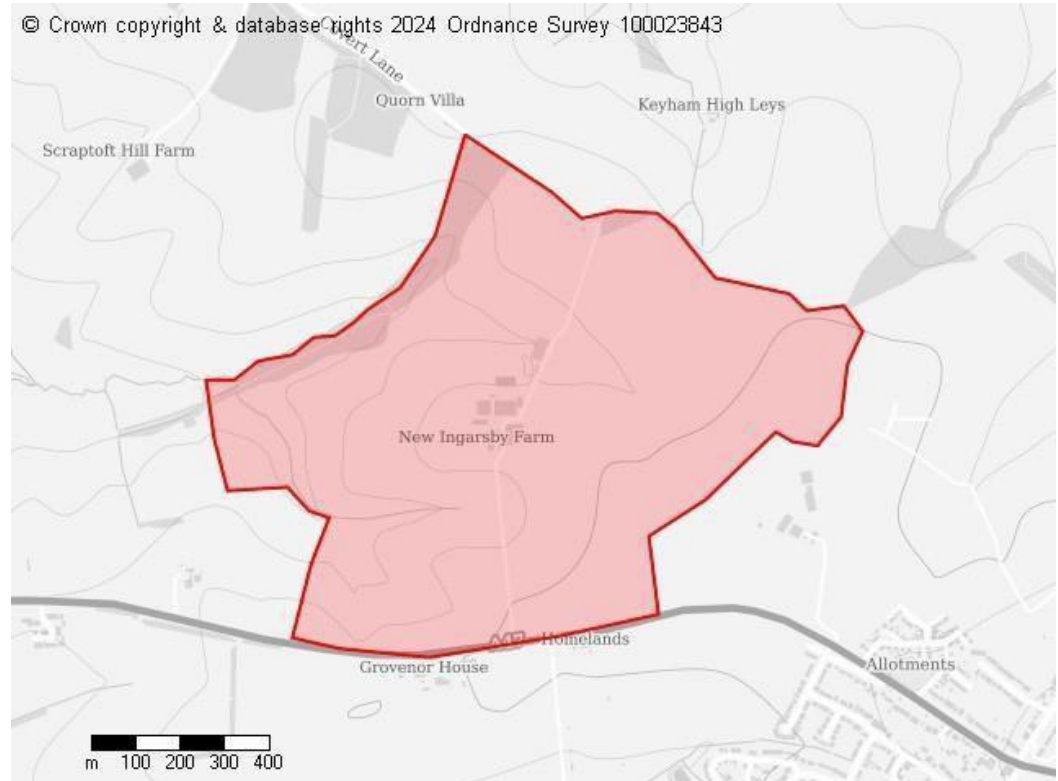 © Crown copyright & database rights 2024 Ordnance Survey 100023843
Covert Lane
Quorn Villa
Keyham High Leys
Scraptoft Hill Farm
New Ingarsby Farm
Homelands
Grovenor House
Allotments
m 100 200 300 400